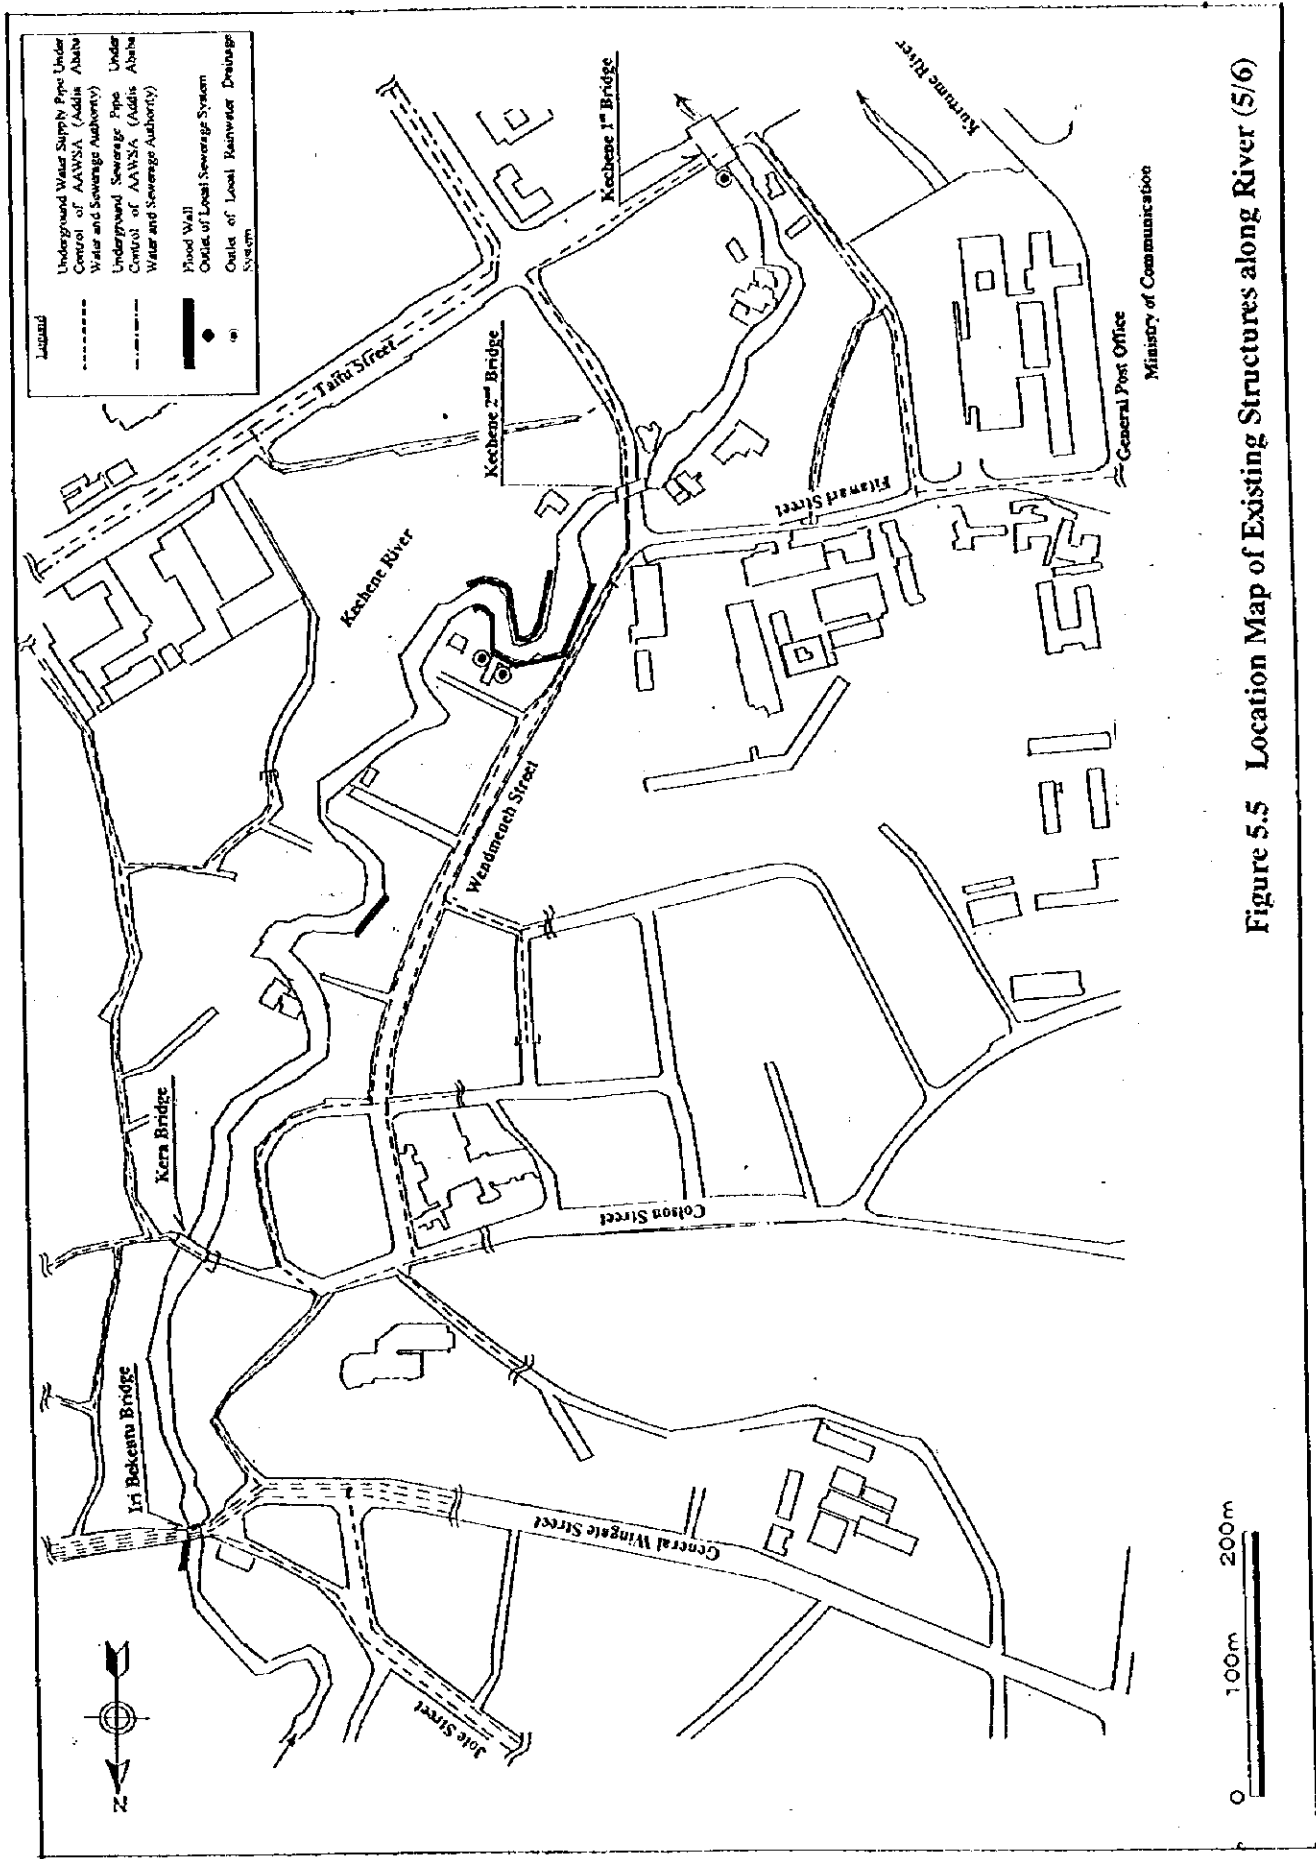 Legend
Underground Water Supply Pipe Under
Control of AAWSA (Addis Ababa
Water and Sewerage Authority)
Underground Sewerage Pipe Under
Control of AAWSA (Addis Ababa
Water and Sewerage Authority)
Flood Wall
Outlet of Local Sewerage System
Outlet of Local Rainwater Drainage
System
N
Iri Bekentu Bridge
Kera Bridge
Kechene River
Taitu Street
Kechene 2nd Bridge
Kechene 1st Bridge
Kurtume River
Jote Street
General Wingate Street
Colson Street
Wendmeneh Street
Fitawari Street
General Post Office
Ministry of Communication
0 100m 200m
Figure 5.5 Location Map of Existing Structures along River (5/6)